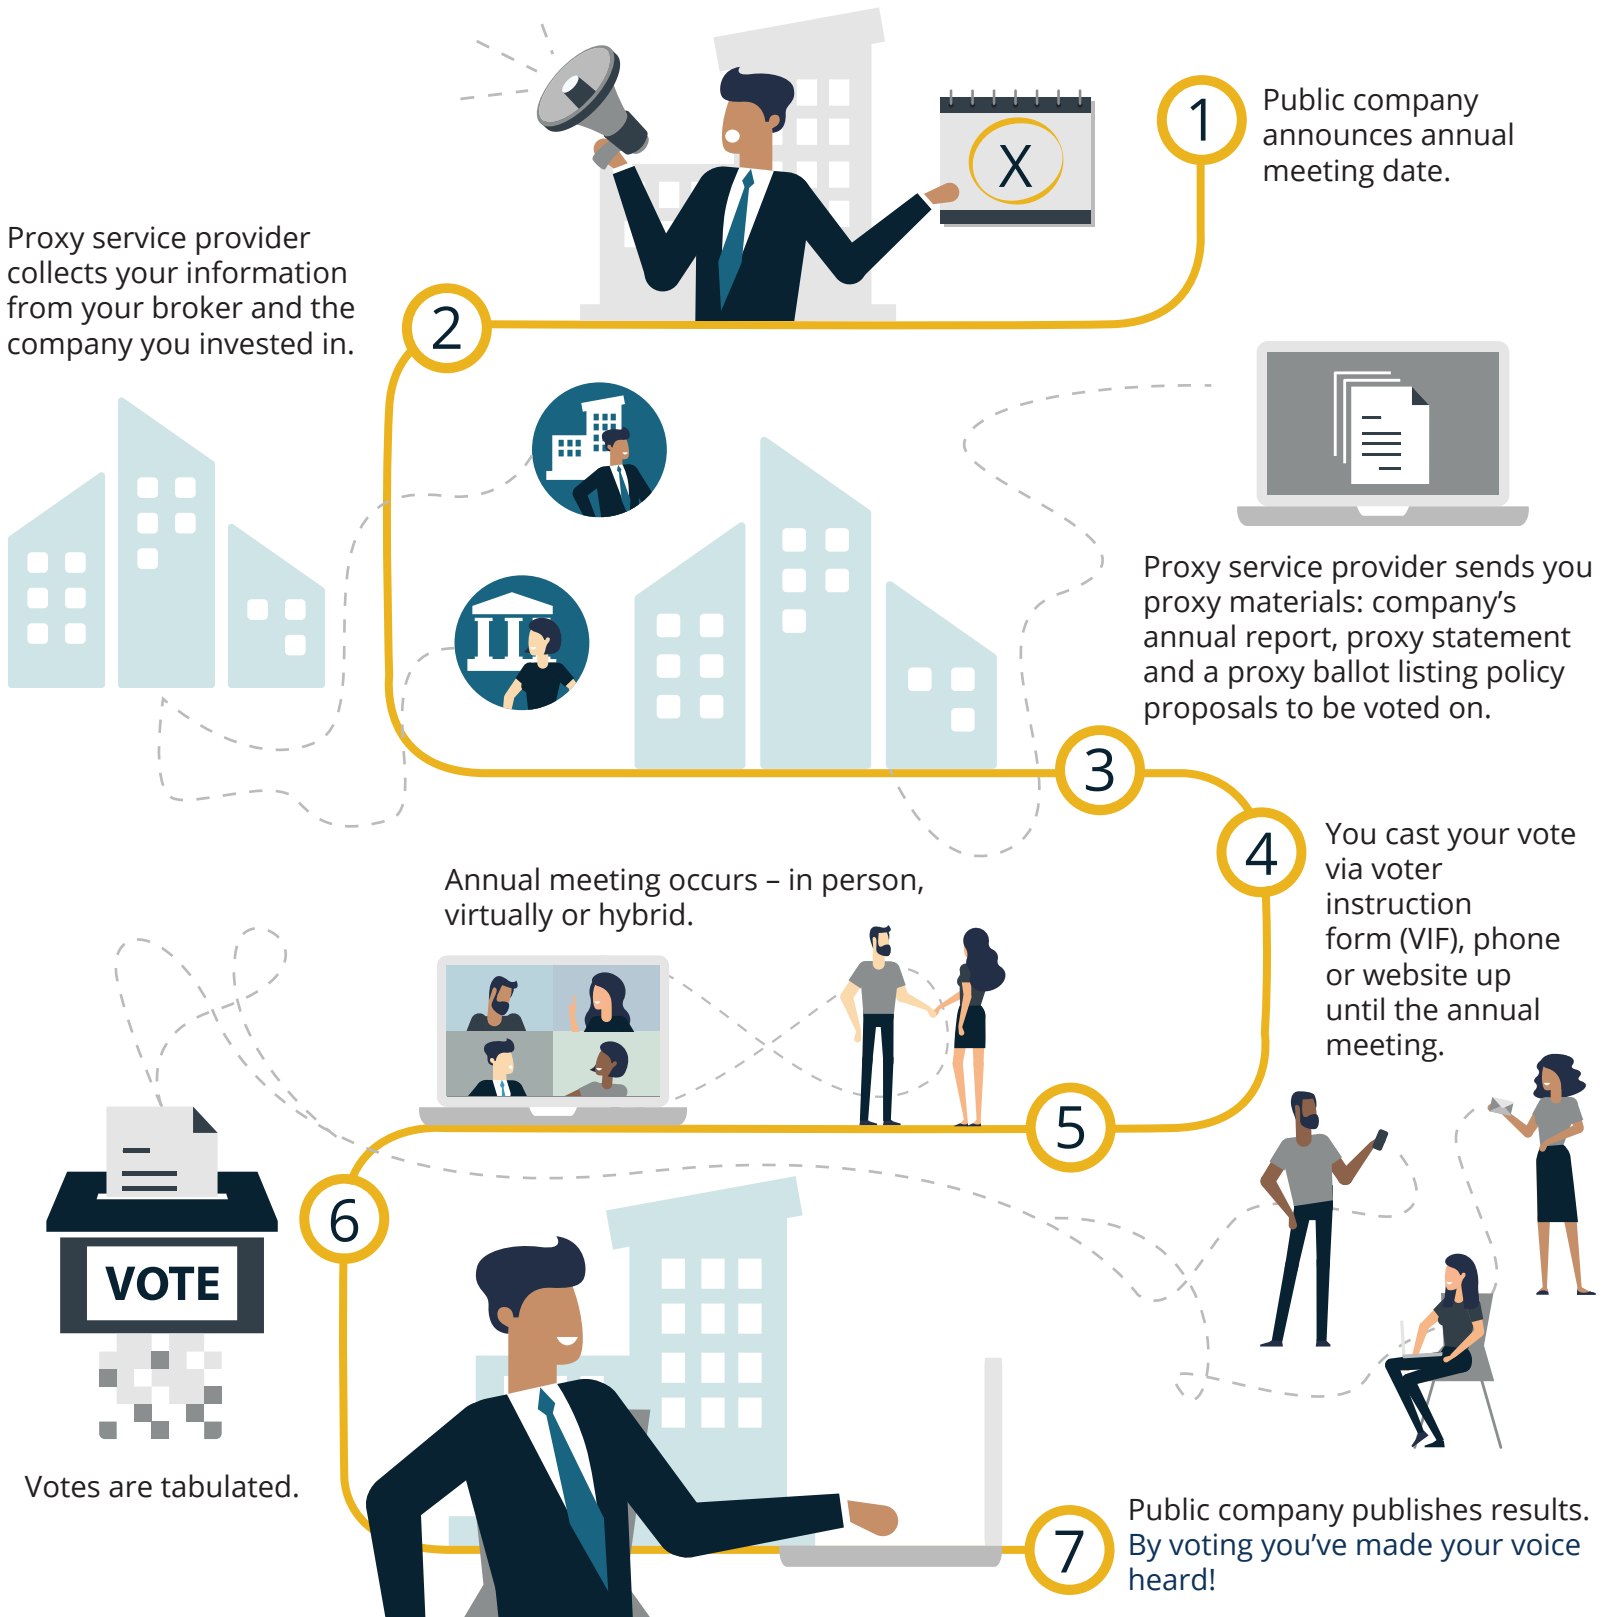 X
1
Public company
announces annual
meeting date.
2
Proxy service provider
collects your information
from your broker and the
company you invested in.
3
Proxy service provider sends you
proxy materials: company’s
annual report, proxy statement
and a proxy ballot listing policy
proposals to be voted on.
4
You cast your vote
via voter
instruction
form (VIF), phone
or website up
until the annual
meeting.
5
Annual meeting occurs – in person,
virtually or hybrid.
6
VOTE
Votes are tabulated.
7
Public company publishes results.
By voting you’ve made your voice
heard!